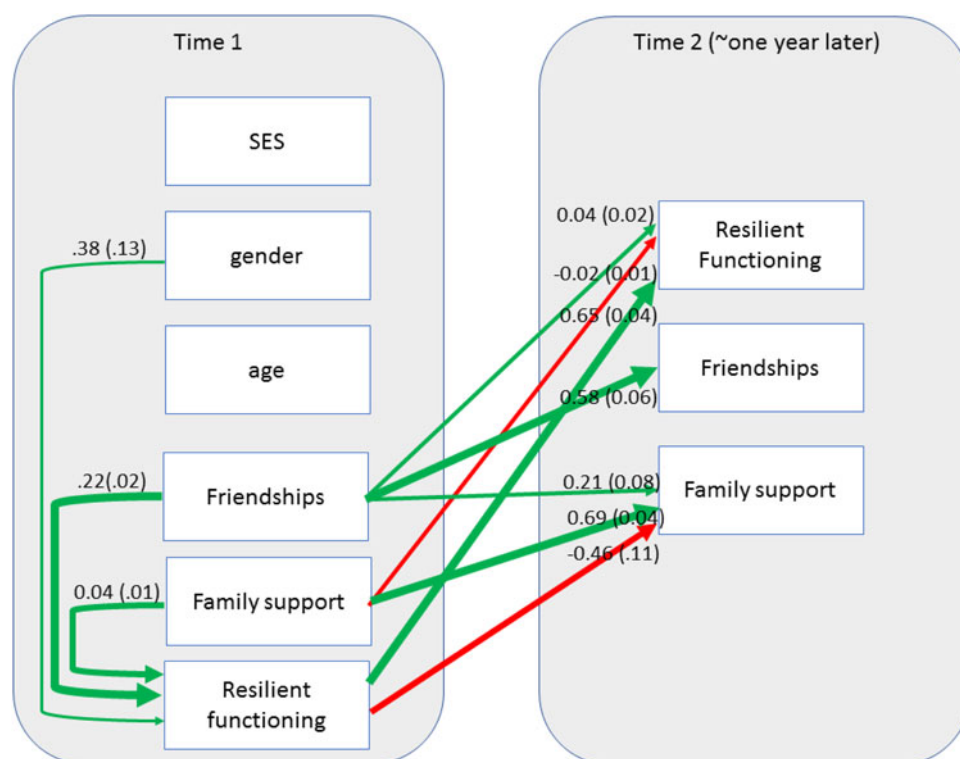 Time 1
SES
gender
.38 (.13)
age
Friendships
.22(.02)
Family support
0.04 (.01)
Resilient
functioning
Time 2 (~one year later)
0.04 (0.02)
Resilient
Functioning
-0.02 (0.01)
0.65 (0.04)
Friendships
0.58 (0.06)
Family support
0.21 (0.08)
0.69 (0.04)
-0.46 (.11)